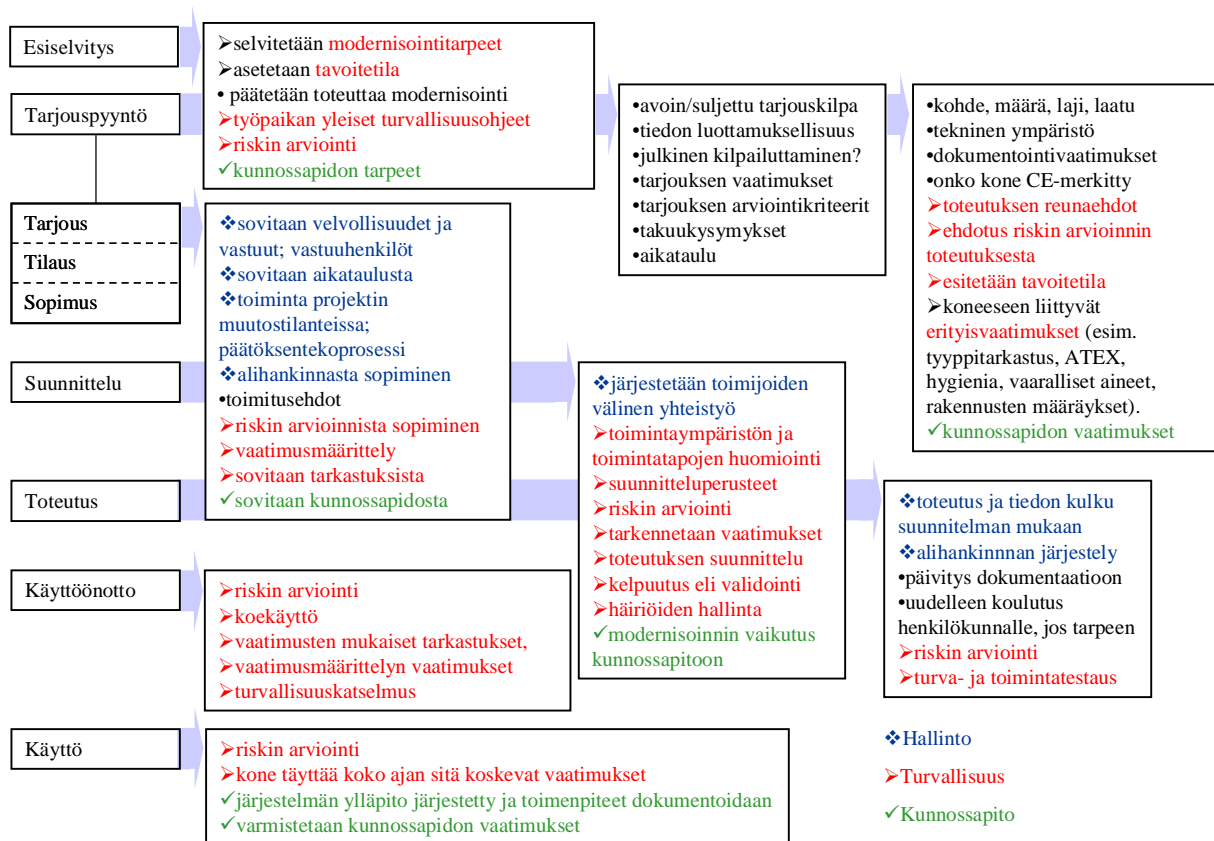 Esiselvitys
➢selvitetään modernisointitarpeet
➢asetetaan tavoitetila
• päätetään toteuttaa modernisointi
➢työpaikan yleiset turvallisuusohjeet
➢riskin arviointi
✓kunnossapidon tarpeet
Tarjouspyyntö
•avoin/suljettu tarjouskilpa
•tiedon luottamuksellisuus
•julkinen kilpailuttaminen?
•tarjouksen vaatimukset
•tarjouksen arviointikriteerit
•takuukysymykset
•aikataulu
•kohde, määrä, laji, laatu
•tekninen ympäristö
•dokumentointivaatimukset
•onko kone CE-merkitty
➢toteutuksen reunaehdot
➢ehdotus riskin arvioinnin
toteutuksesta
➢esitetään tavoitetila
➢koneeseen liittyvät
erityisvaatimukset (esim.
tyyppitarkastus, ATEX,
hygienia, vaaralliset aineet,
rakennusten määräykset).
✓kunnossapidon vaatimukset
Tarjous
Tilaus
Sopimus
❖sovitaan velvollisuudet ja
vastuut; vastuuhenkilöt
❖sovitaan aikataulusta
❖toiminta projektin
muutostilanteissa;
päätöksentekoprosessi
❖alihankinnasta sopiminen
•toimitusehdot
➢riskin arvioinnista sopiminen
➢vaatimusmäärittely
➢sovitaan tarkastuksista
✓sovitaan kunnossapidosta
Suunnittelu
❖järjestetään toimijoiden
välinen yhteistyö
➢toimintaympäristön ja
toimintatapojen huomiointi
➢suunnitteluperusteet
➢riskin arviointi
➢tarkennetaan vaatimukset
➢toteutuksen suunnittelu
➢kelpuutus eli validointi
➢häiriöiden hallinta
✓modernisoinnin vaikutus
kunnossapitoon
Toteutus
❖toteutus ja tiedon kulku
suunnitelman mukaan
❖alihankinnnan järjestely
•päivitys dokumentaatioon
•uudelleen koulutus
henkilökunnalle, jos tarpeen
➢riskin arviointi
➢turva- ja toimintatestaus
Käyttöönotto
➢riskin arviointi
➢koekäyttö
➢vaatimusten mukaiset tarkastukset,
➢vaatimusmäärittelyn vaatimukset
➢turvallisuuskatselmus
Käyttö
➢riskin arviointi
➢kone täyttää koko ajan sitä koskevat vaatimukset
✓järjestelmän ylläpito järjestetty ja toimenpiteet dokumentoidaan
✓varmistetaan kunnossapidon vaatimukset
❖Hallinto
➢Turvallisuus
✓Kunnossapito